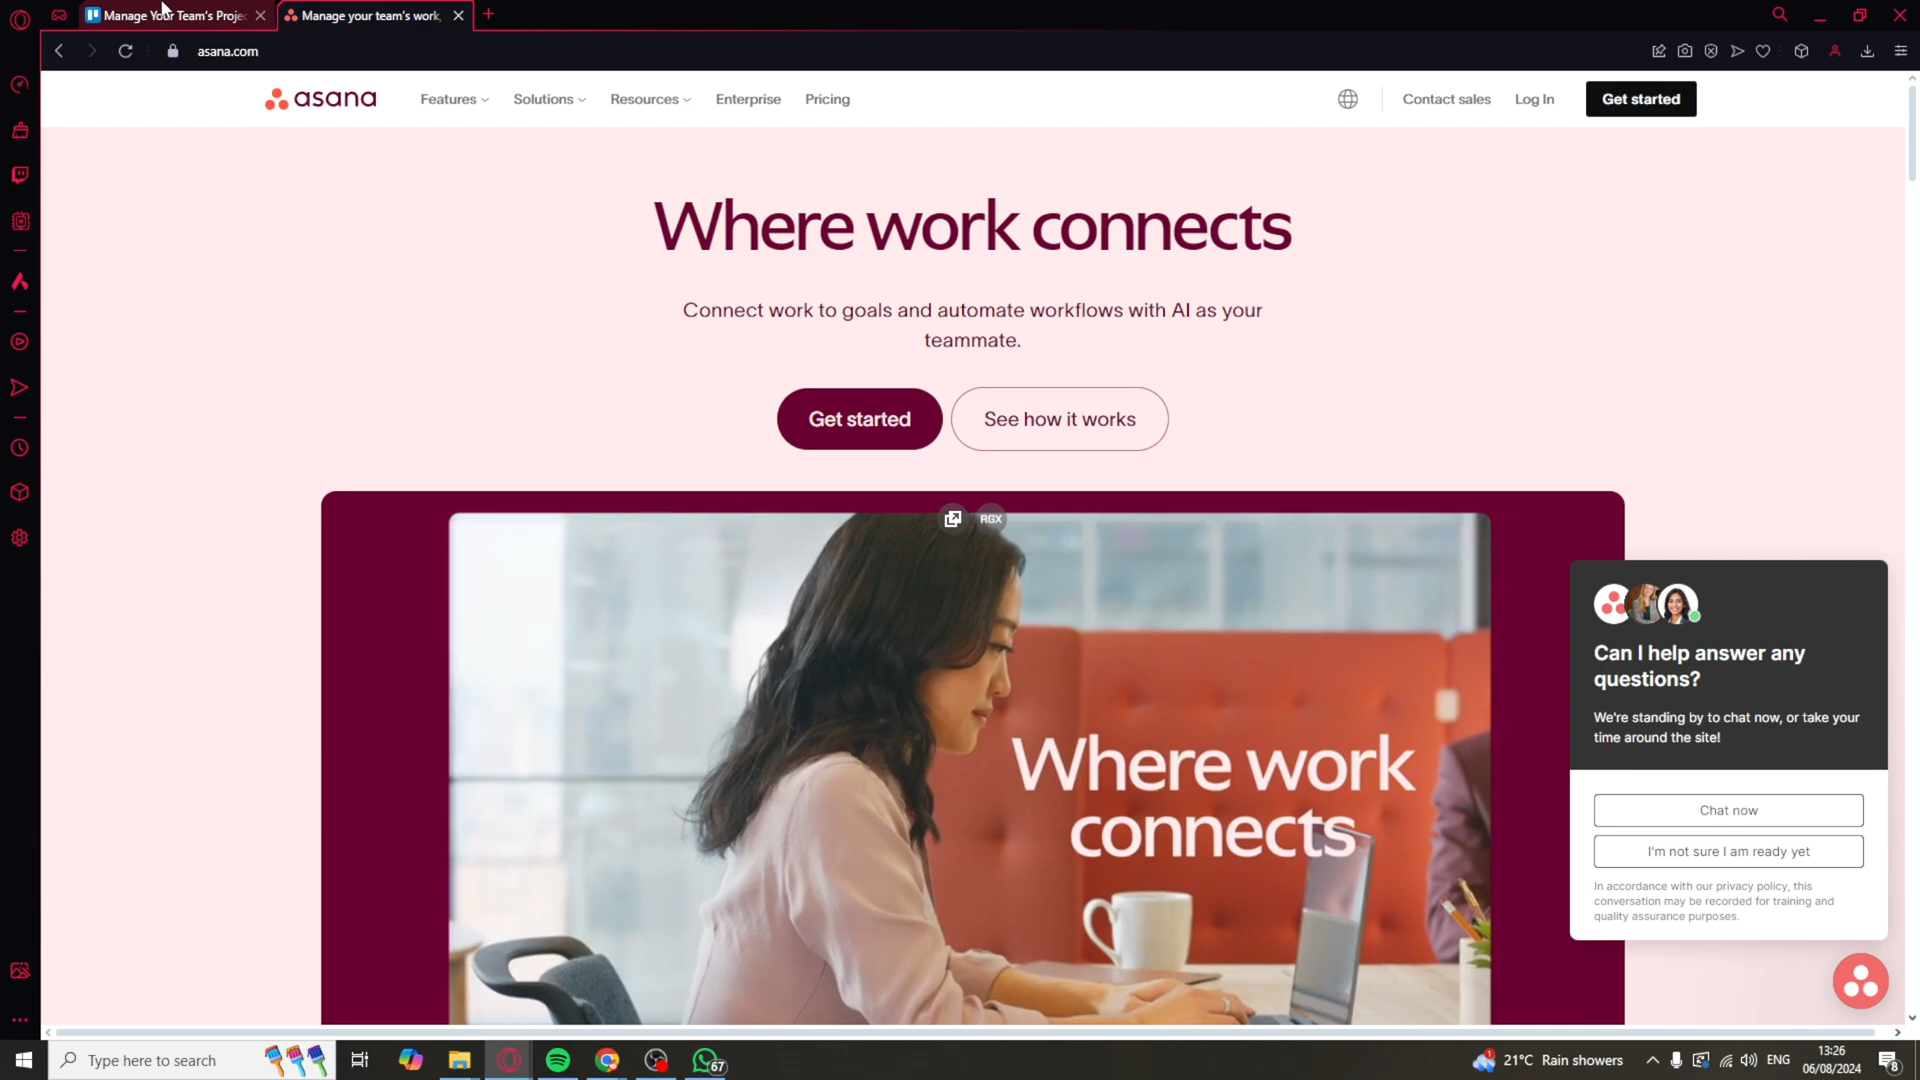 Manage Your Team's Projec
Manage your team's work,
asana.com
asana
Features
Solutions
Resources
Enterprise
Pricing
Contact sales
Log In
Get started
Where work connects
Connect work to goals and automate workflows with AI as your
teammate.
Get started
See how it works
RGX
Where work
connects
Can I help answer any
questions?
We're standing by to chat now, or take your
time around the site!
Chat now
I'm not sure I am ready yet
In accordance with our privacy policy, this
conversation may be recorded for training and
quality assurance purposes.
Type here to search
67
1
21°C Rain showers
ENG
13:26
06/08/2024
8